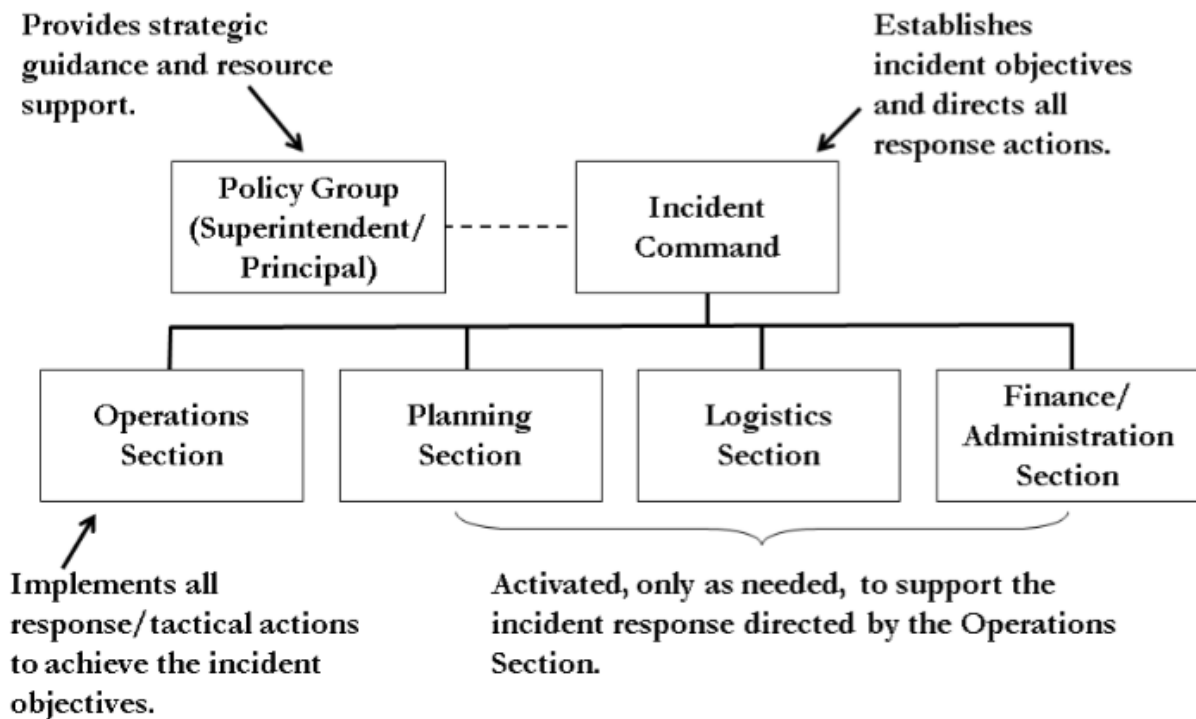 Provides strategic
guidance and resource
support.
Establishes
incident objectives
and directs all
response actions.
Policy Group
(Superintendent/
Principal)
Incident
Command
Operations
Section
Planning
Section
Logistics
Section
Finance/
Administration
Section
Implements all
response/tactical actions
to achieve the incident
objectives.
Activated, only as needed, to support the
incident response directed by the Operations
Section.